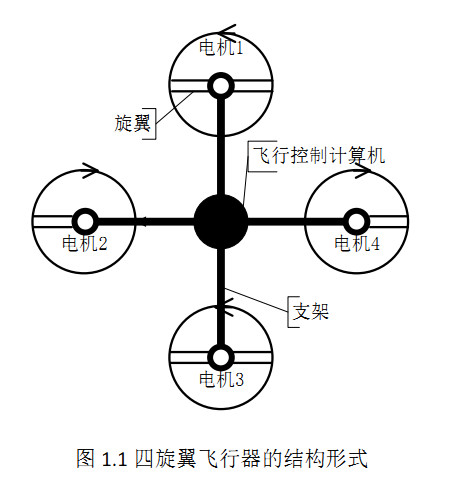 电机1
旋翼
飞行控制计算机
电机2
电机4
支架
电机3
图 1.1 四旋翼飞行器的结构形式